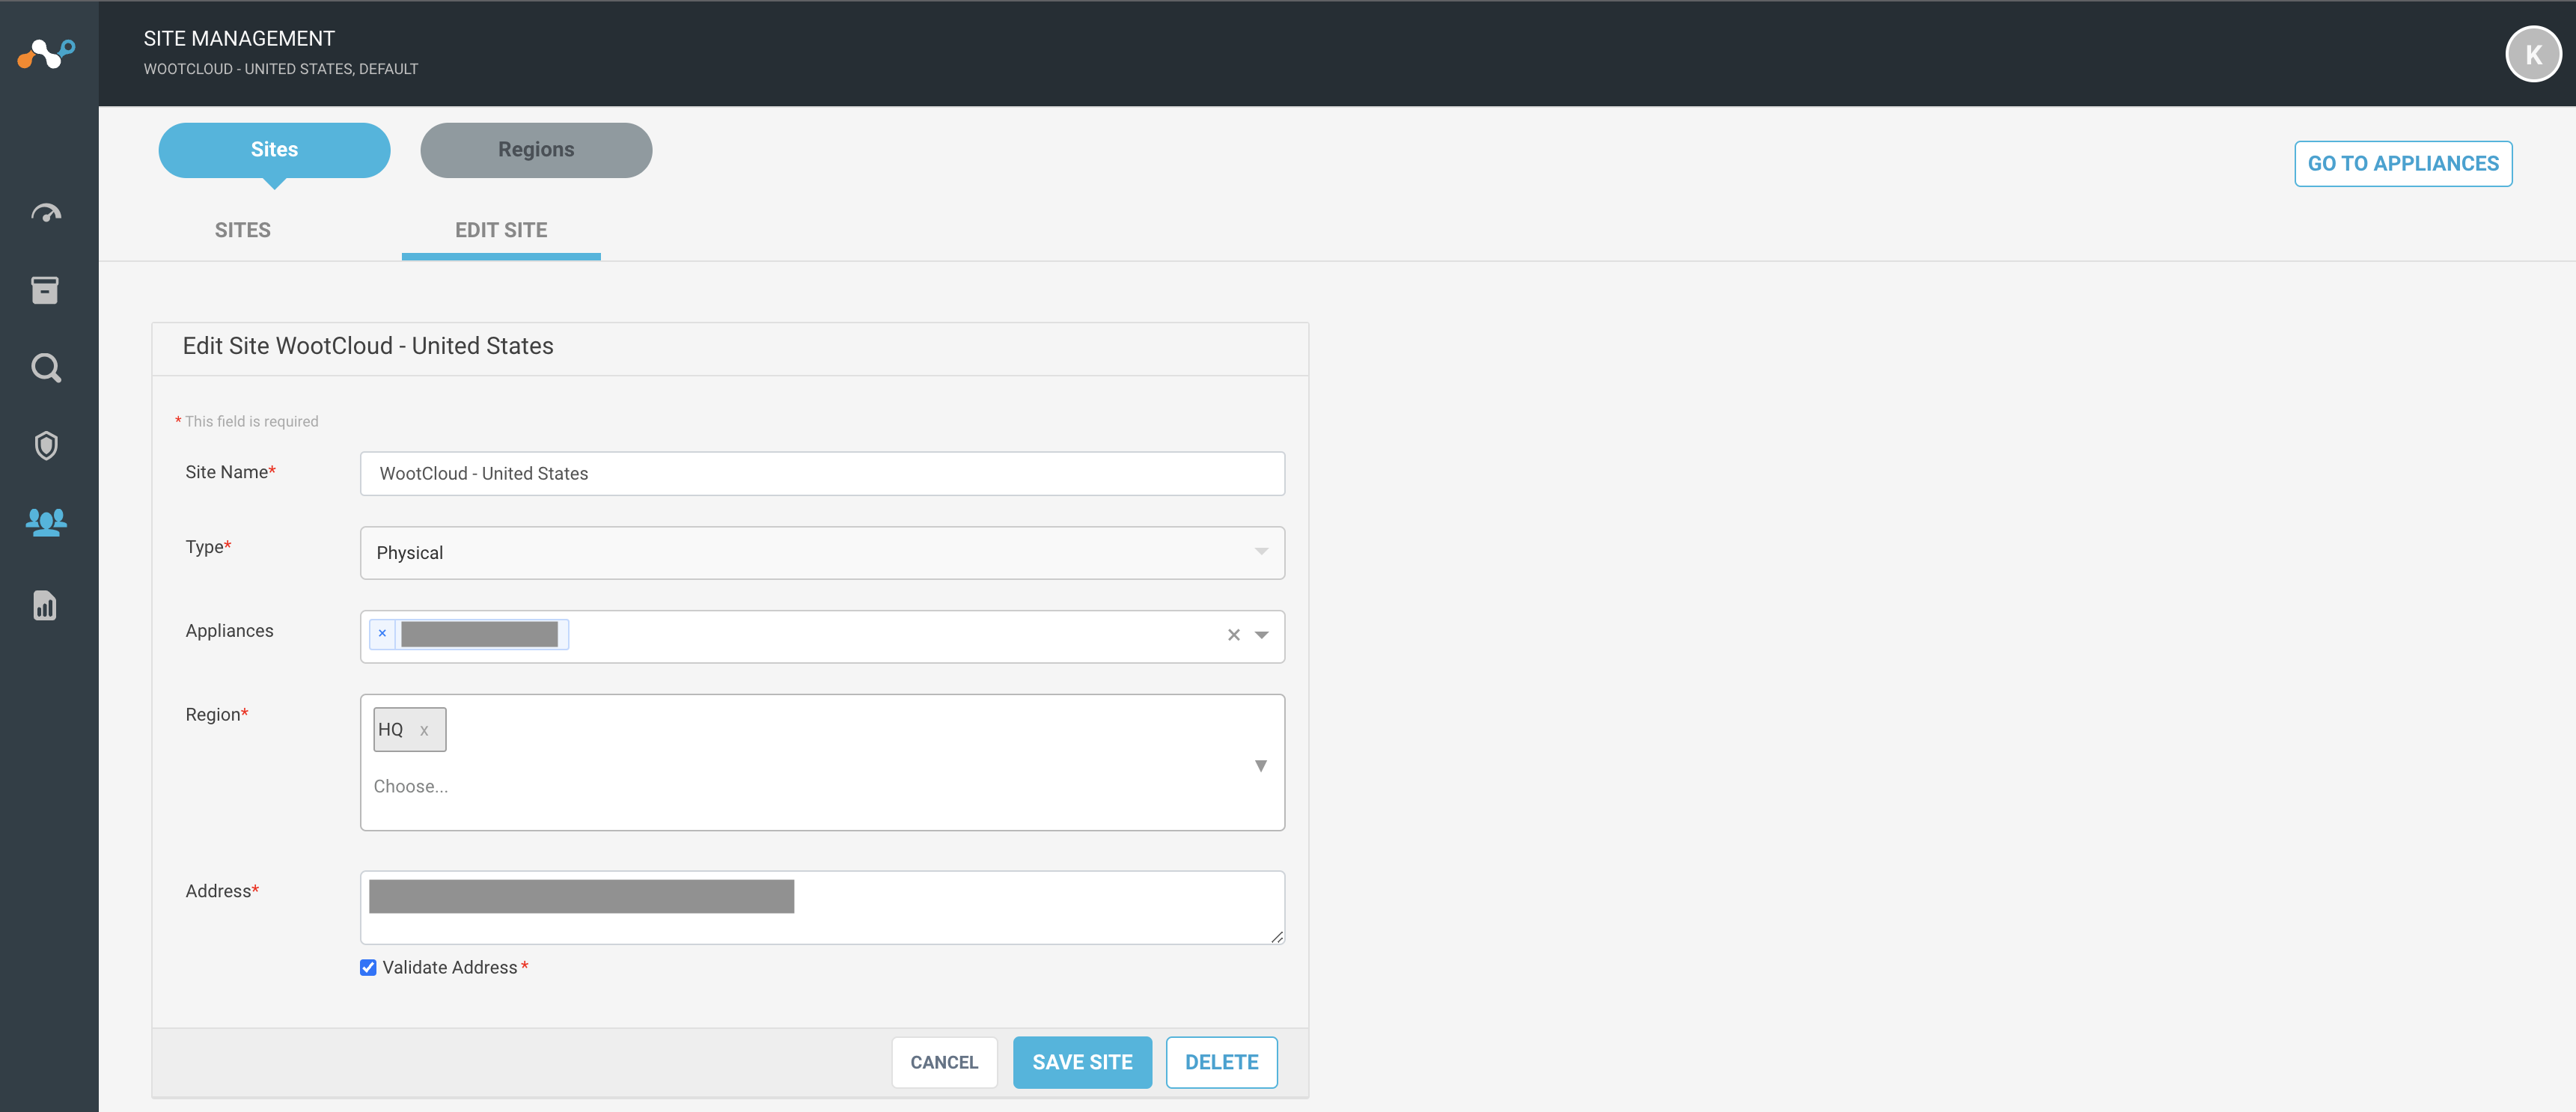 SITE MANAGEMENT
WOOTCLOUD - UNITED STATES, DEFAULT
K
Sites
Regions
GO TO APPLIANCES
SITES
EDIT SITE
Edit Site WootCloud - United States
* This field is required
Site Name*
WootCloud - United States
Type*
Physical
Appliances
×
×
Region*
HQ x
Choose...
Address*
Validate Address *
CANCEL
SAVE SITE
DELETE